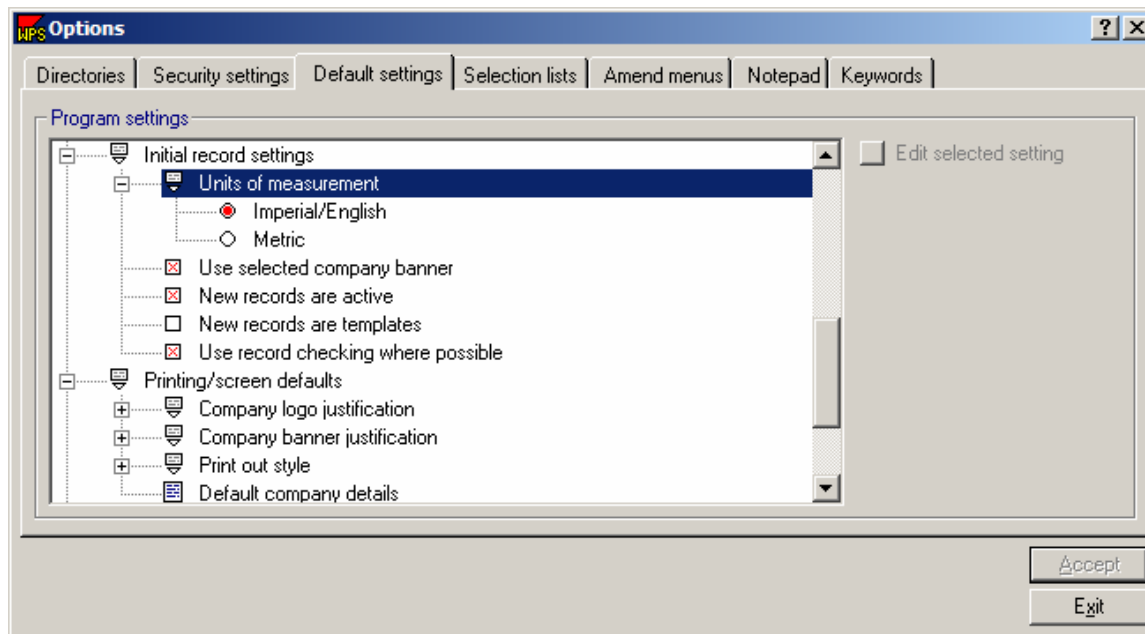 WPS Options ? X
Directories Security settings Default settings Selection lists Amend menus Notepad Keywords
Program settings
Initial record settings
Edit selected setting
Units of measurement
Imperial/English
Metric
Use selected company banner
New records are active
New records are templates
Use record checking where possible
Printing/screen defaults
Company logo justification
Company banner justification
Print out style
Default company details
Accept
Exit